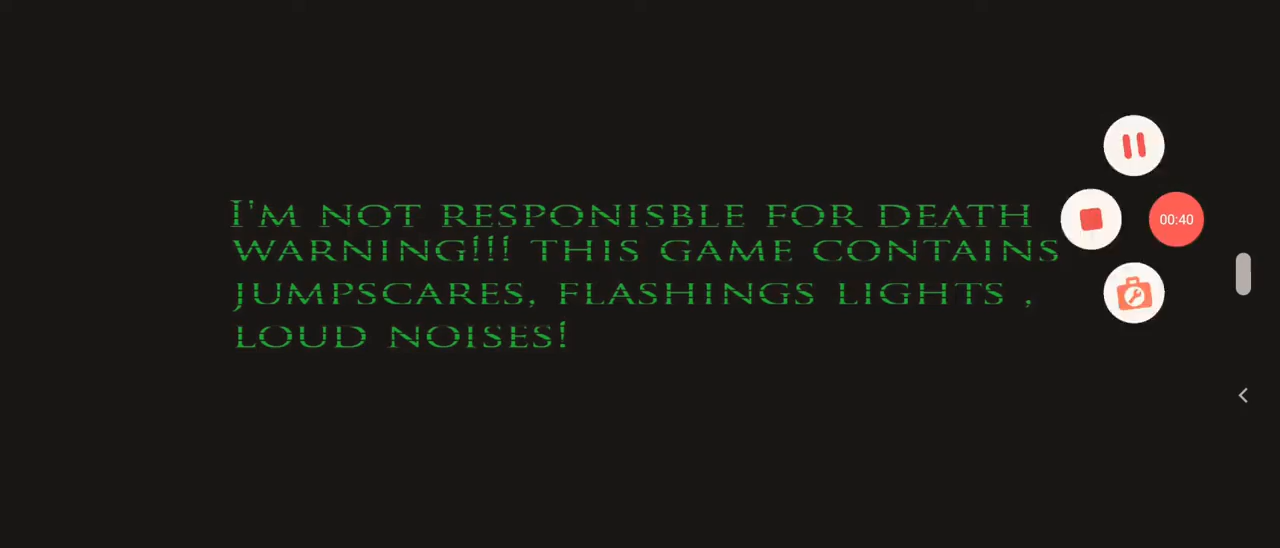 I'M NOT RESPONISBLE FOR DEATH
WARNING!!! THIS GAME CONTAINS
JUMPSCARES, FLASHINGS LIGHTS ,
LOUD NOISES!
00:40